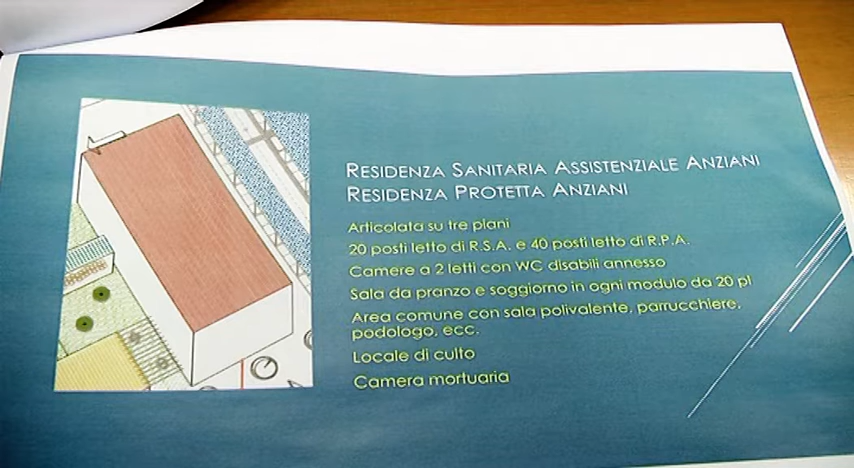 RESIDENZA SANITARIA ASSISTENZIALE ANZIANI
RESIDENZA PROTETTA ANZIANI
Articolata su tre piani
20 posti letto di R.S.A. e 40 posti letto di R.P.A.
Camere a 2 letti con WC disabili annesso
Sala da pranzo e soggiorno in ogni modulo da 20 pl
Area comune con sala polivalente, parrucchiere,
podologo, ecc.
Locale di culto
Camera mortuaria